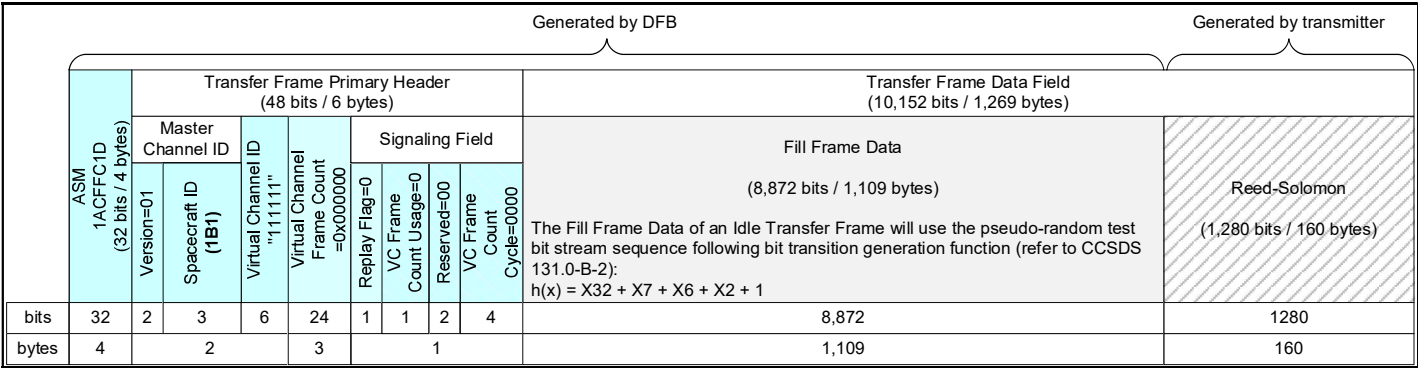 Generated by DFB
Generated by transmitter
ASM
1ACFFC1D
(32 bits / 4 bytes)
Transfer Frame Primary Header
(48 bits / 6 bytes)
Transfer Frame Data Field
(10,152 bits / 1,269 bytes)
Master
Channel ID
Version=01
Spacecraft ID
(1B1)
Virtual Channel ID
"111111"
Virtual Channel
Frame Count
=0x000000
Signaling Field
Replay Flag=0
VC Frame
Count Usage=0
Reserved=00
VC Frame
Count
Cycle=0000
Fill Frame Data
(8,872 bits / 1,109 bytes)
The Fill Frame Data of an Idle Transfer Frame will use the pseudo-random test
bit stream sequence following bit transition generation function (refer to CCSDS
131.0-B-2):
h(x) = X32 + X7 + X6 + X2 + 1
Reed-Solomon
(1,280 bits / 160 bytes)
bits 32 2 3 6 24 1 1 2 4 8,872 1280
bytes 4 2 3 1 1,109 160